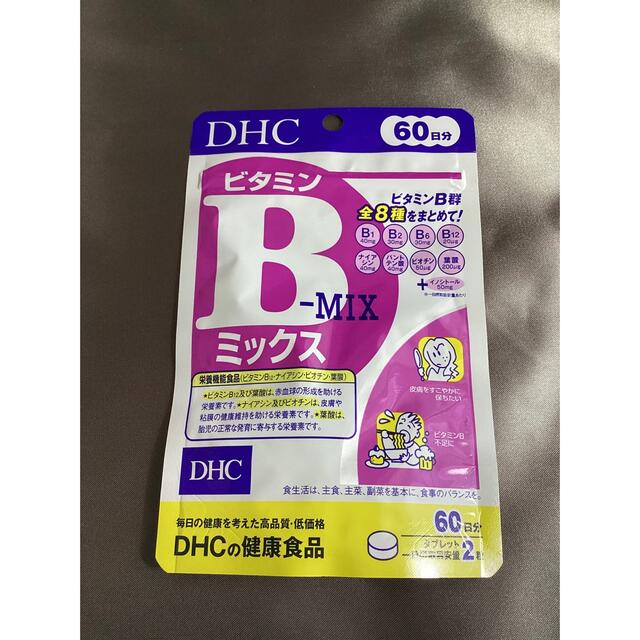 DHC
60日分
ビタミン
B
-MIX
ミックス
ビタミンB群
全8種をまとめて!
B1 40mg
B2 30mg
B6 30mg
B12 20μg
ナイアシン 40mg
パントテン酸 40mg
ビオチン 50μg
葉酸 200μg
+イノシトール 50mg
栄養機能食品(ビタミンB12・ナイアシン・ビオチン・葉酸)
★ビタミンB12及び葉酸は、赤血球の形成を助ける
栄養素です。★ナイアシン及びビオチンは、皮膚や
粘膜の健康維持を助ける栄養素です。★葉酸は、
胎児の正常な発育に寄与する栄養素です。
皮膚をすこやかに
保ちたい
ビタミンB
不足に
DHC
食生活は、主食、主菜、副菜を基本に、食事のバランスを。
毎日の健康を考えた高品質・低価格
DHCの健康食品
60日分
タブレット
2粒